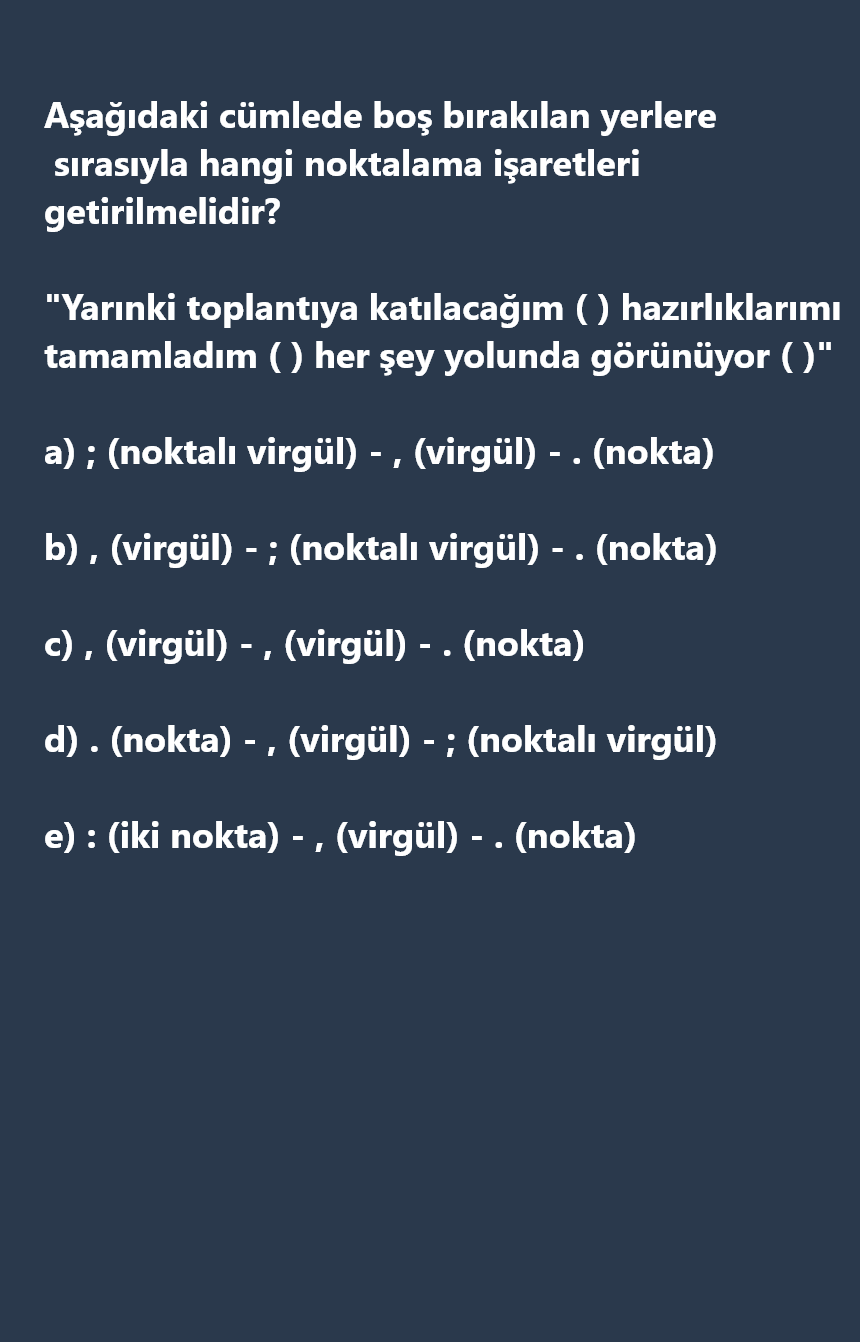 Aşağıdaki cümlede boş bırakılan yerlere
sırasıyla hangi noktalama işaretleri
getirilmelidir?
"Yarınki toplantıya katılacağım ( ) hazırlıklarımı
tamamladım ( ) her şey yolunda görünüyor ( )"
a) ; (noktalı virgül) - , (virgül) - . (nokta)
b) , (virgül) - ; (noktalı virgül) - . (nokta)
c) , (virgül) - , (virgül) - . (nokta)
d) . (nokta) - , (virgül) - ; (noktalı virgül)
e) : (iki nokta) - , (virgül) - . (nokta)